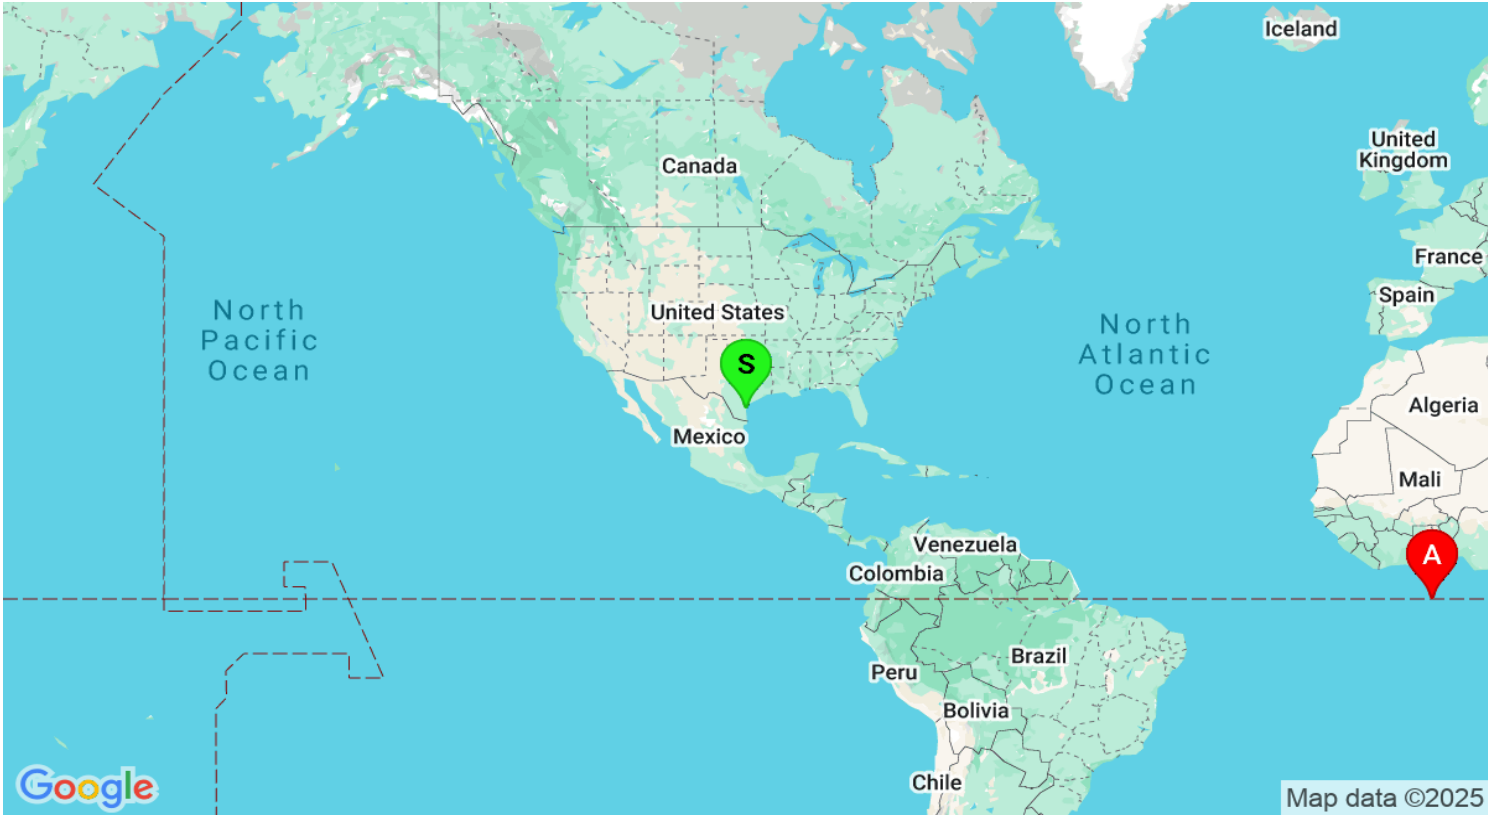 Iceland
United
Kingdom
Canada
France
Spain
North
Pacific
Ocean
United States
North
Atlantic
Ocean
S
Algeria
Mexico
Mali
Venezuela
A
Colombia
Brazil
Peru
Bolivia
Chile
Google
Map data ©2025